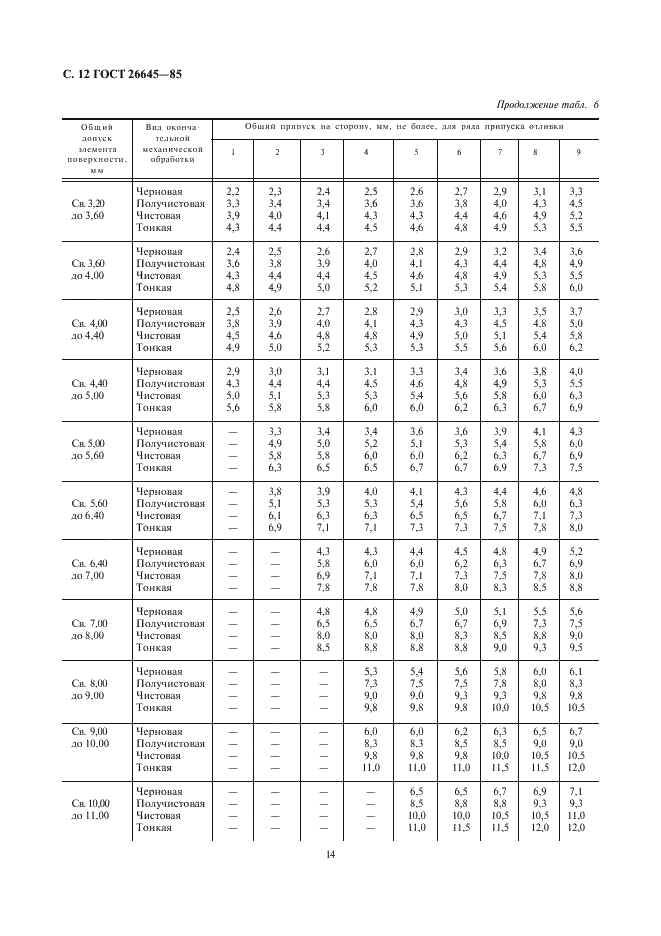 С. 12 ГОСТ 26645—85
Продолжение табл. 6
Общий допуск элемента поверхности, мм | Вид окончательной механической обработки | Общий припуск на сторону, мм, не более, для ряда припуска отливки
1 2 3 4 5 6 7 8 9
Черновая 2,2 2,3 2,4 2,5 2,6 2,7 2,9 3,1 3,3
Св. 3,20 Получистовая 3,3 3,4 3,4 3,6 3,6 3,8 4,0 4,3 4,5
до 3,60 Чистовая 3,9 4,0 4,1 4,3 4,3 4,4 4,6 4,9 5,2
Тонкая 4,3 4,4 4,4 4,5 4,6 4,8 4,9 5,3 5,5
Черновая 2,4 2,5 2,6 2,7 2,8 2,9 3,2 3,4 3,6
Св. 3,60 Получистовая 3,6 3,8 3,9 4,0 4,1 4,3 4,4 4,8 4,9
до 4,00 Чистовая 4,3 4,4 4,4 4,5 4,6 4,8 4,9 5,3 5,5
Тонкая 4,8 4,9 5,0 5,2 5,1 5,3 5,4 5,8 6,0
Черновая 2,5 2,6 2,7 2,8 2,9 3,0 3,3 3,5 3,7
Св. 4,00 Получистовая 3,8 3,9 4,0 4,1 4,3 4,3 4,5 4,8 5,0
до 4,40 Чистовая 4,5 4,6 4,8 4,8 4,9 5,0 5,1 5,4 5,8
Тонкая 4,9 5,0 5,2 5,3 5,3 5,5 5,6 6,0 6,2
Черновая 2,9 3,0 3,1 3,1 3,3 3,4 3,6 3,8 4,0
Св. 4,40 Получистовая 4,3 4,4 4,4 4,5 4,6 4,8 4,9 5,3 5,5
до 5,00 Чистовая 5,0 5,1 5,3 5,3 5,4 5,6 5,8 6,0 6,3
Тонкая 5,6 5,8 5,8 6,0 6,0 6,2 6,3 6,7 6,9
Черновая — 3,3 3,4 3,4 3,6 3,6 3,9 4,1 4,3
Св. 5,00 Получистовая — 4,9 5,0 5,2 5,1 5,3 5,4 5,8 6,0
до 5,60 Чистовая — 5,8 5,8 6,0 6,0 6,2 6,3 6,7 6,9
Тонкая — 6,3 6,5 6,5 6,7 6,7 6,9 7,3 7,5
Черновая — 3,8 3,9 4,0 4,1 4,3 4,4 4,6 4,8
Св. 5,60 Получистовая — 5,1 5,3 5,3 5,4 5,6 5,8 6,0 6,3
до 6,40 Чистовая — 6,1 6,3 6,3 6,5 6,5 6,7 7,1 7,3
Тонкая — 6,9 7,1 7,1 7,3 7,3 7,5 7,8 8,0
Черновая — — 4,3 4,3 4,4 4,5 4,8 4,9 5,2
Св. 6,40 Получистовая — — 5,8 6,0 6,0 6,2 6,3 6,7 6,9
до 7,00 Чистовая — — 6,9 7,1 7,1 7,3 7,5 7,8 8,0
Тонкая — — 7,8 7,8 7,8 8,0 8,3 8,5 8,8
Черновая — — 4,8 4,8 4,9 5,0 5,1 5,5 5,6
Св. 7,00 Получистовая — — 6,5 6,5 6,7 6,7 6,9 7,3 7,5
до 8,00 Чистовая — — 8,0 8,0 8,0 8,3 8,5 8,8 9,0
Тонкая — — 8,5 8,8 8,8 8,8 9,0 9,3 9,5
Черновая — — — 5,3 5,4 5,6 5,8 6,0 6,1
Св. 8,00 Получистовая — — — 7,3 7,5 7,5 7,8 8,0 8,3
до 9,00 Чистовая — — — 9,0 9,0 9,3 9,3 9,8 9,8
Тонкая — — — 9,8 9,8 9,8 10,0 10,5 10,5
Св. 9,00 Черновая — — — 6,0 6,0 6,2 6,3 6,5 6,7
до 10,00 Получистовая — — — 8,3 8,3 8,5 8,5 9,0 9,0
Чистовая — — — 9,8 9,8 9,8 10,0 10,5 10,5
Тонкая — — — 11,0 11,0 11,0 11,5 11,5 12,0
Черновая — — — — 6,5 6,5 6,7 6,9 7,1
Св. 10,00 Получистовая — — — — 8,5 8,8 8,8 9,3 9,3
до 11,00 Чистовая — — — — 10,0 10,0 10,5 10,5 11,0
Тонкая — — — — 11,0 11,5 11,5 12,0 12,0
14